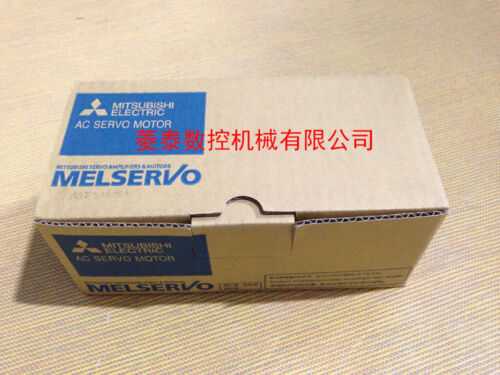 MITSUBISHI
ELECTRIC
AC SERVO MOTOR
菱泰数控机械有限公司
MITSUBISHI SERVO AMPLIFIERS & MOTORS
MELSERVO
MITSUBISHI
ELECTRIC
AC SERVO MOTOR
MELSERVO